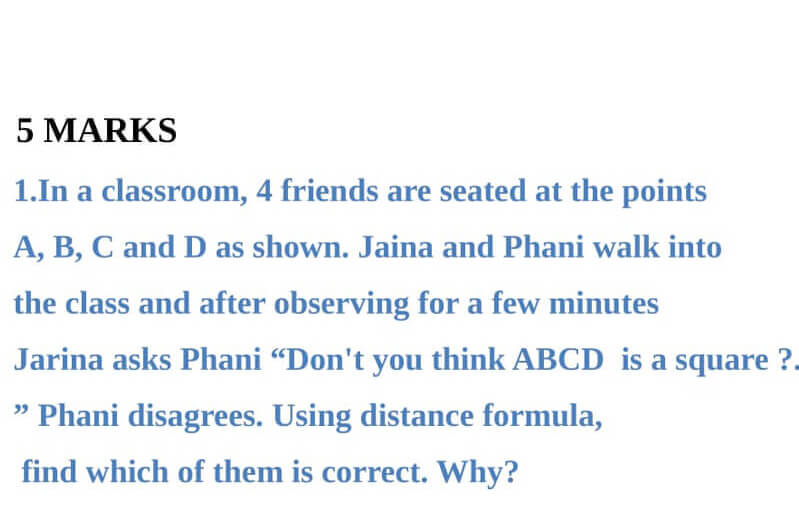 5 MARKS
1.In a classroom, 4 friends are seated at the points
A, B, C and D as shown. Jaina and Phani walk into
the class and after observing for a few minutes
Jarina asks Phani “Don't you think ABCD  is a square ?.
” Phani disagrees. Using distance formula,
find which of them is correct. Why?